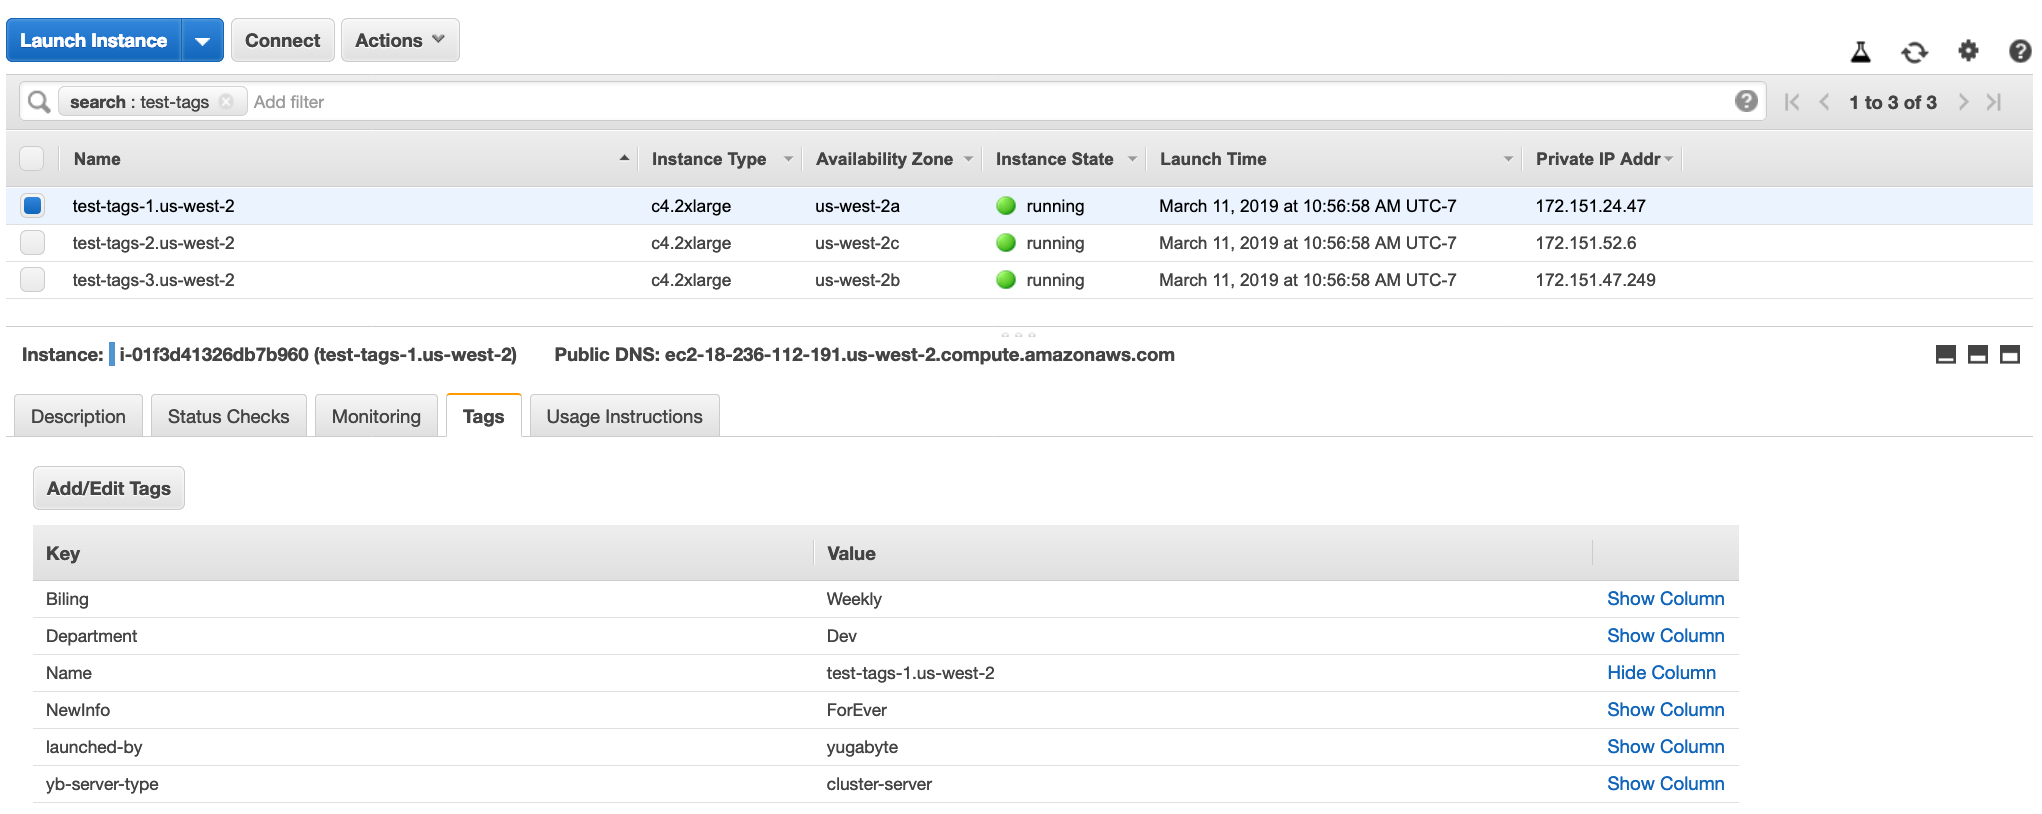 Launch Instance Connect Actions
search : test-tags Add filter 1 to 3 of 3
Name Instance Type Availability Zone Instance State Launch Time Private IP Addr
test-tags-1.us-west-2 c4.2xlarge us-west-2a running March 11, 2019 at 10:56:58 AM UTC-7 172.151.24.47
test-tags-2.us-west-2 c4.2xlarge us-west-2c running March 11, 2019 at 10:56:58 AM UTC-7 172.151.52.6
test-tags-3.us-west-2 c4.2xlarge us-west-2b running March 11, 2019 at 10:56:58 AM UTC-7 172.151.47.249
Instance: i-01f3d41326db7b960 (test-tags-1.us-west-2) Public DNS: ec2-18-236-112-191.us-west-2.compute.amazonaws.com
Description Status Checks Monitoring Tags Usage Instructions
Add/Edit Tags
Key Value
Biling Weekly Show Column
Department Dev Show Column
Name test-tags-1.us-west-2 Hide Column
NewInfo ForEver Show Column
launched-by yugabyte Show Column
yb-server-type cluster-server Show Column